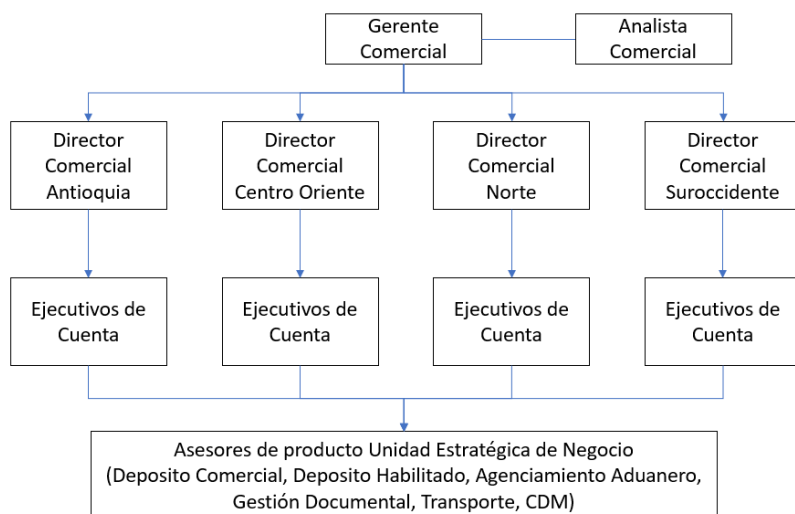 Gerente
Comercial
Analista
Comercial
Director
Comercial
Antioquia
Director
Comercial
Centro Oriente
Director
Comercial
Norte
Director
Comercial
Suroccidente
Ejecutivos de
Cuenta
Ejecutivos de
Cuenta
Ejecutivos de
Cuenta
Ejecutivos de
Cuenta
Asesores de producto Unidad Estratégica de Negocio
(Deposito Comercial, Deposito Habilitado, Agenciamiento Aduanero,
Gestión Documental, Transporte, CDM)